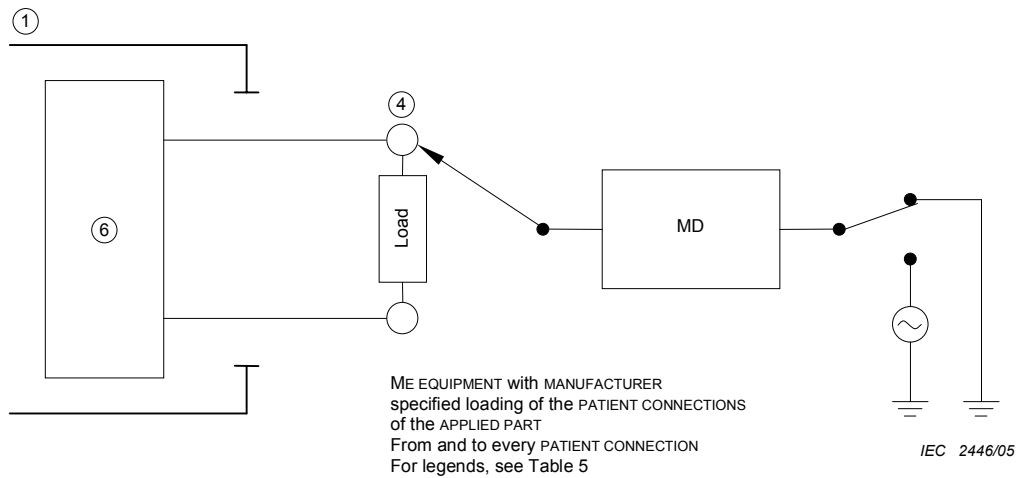 1
4
6
Load
MD
ME EQUIPMENT with MANUFACTURER
specified loading of the PATIENT CONNECTIONS
of the APPLIED PART
From and to every PATIENT CONNECTION
For legends, see Table 5
IEC 2446/05